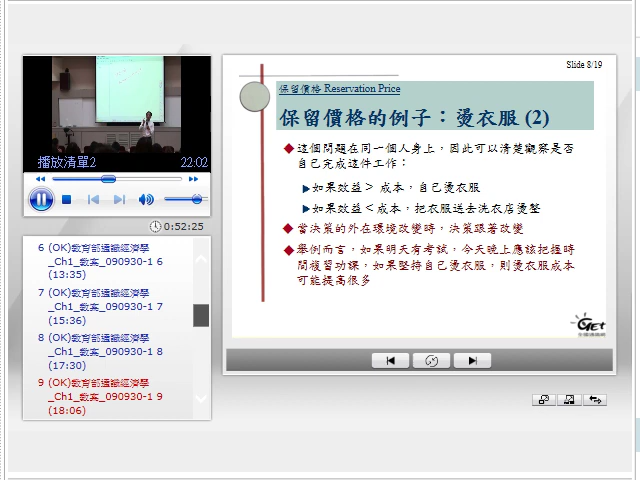 Slide 8/19
保留價格 Reservation Price
保留價格的例子：燙衣服 (2)
◆這個問題在同一個人身上，因此可以清楚觀察是否
自己完成這件工作：
▶如果效益＞ 成本，自己燙衣服
▶如果效益＜成本，把衣服送去洗衣店燙整
◆當決策的外在環境改變時，決策跟著改變
◆舉例而言，如果明天有考試，今天晚上應該把握時
間複習功課，如果堅持自己燙衣服，則燙衣服成本
可能提高很多
GET
播放清單2 22:02
0:52:25
6 (OK)教育部通識經濟學
_Ch1_教案_090930-1 6
(13:35)
7 (OK)教育部通識經濟學
_Ch1_教案_090930-1 7
(15:36)
8 (OK)教育部通識經濟學
_Ch1_教案_090930-1 8
(17:30)
9 (OK)教育部通識經濟學
_Ch1_教案_090930-1 9
(18:06)